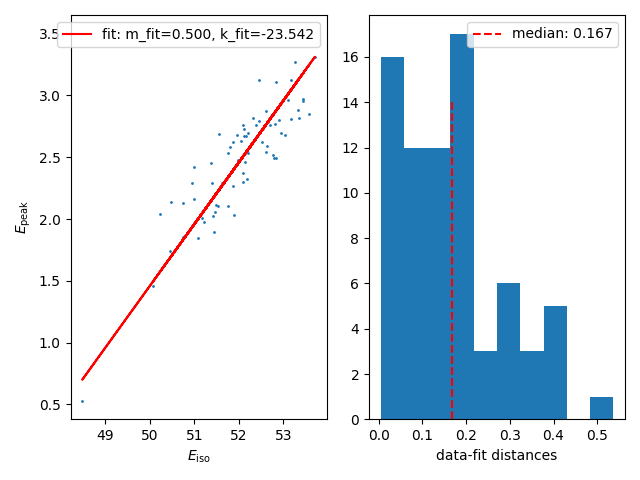 fit: m_fit=0.500, k_fit=-23.542
3.5
3.0
2.5
2.0
1.5
1.0
0.5
E_peak
49 50 51 52 53
E_iso
median: 0.167
16
14
12
10
8
6
4
2
0
0.0 0.1 0.2 0.3 0.4 0.5
data-fit distances